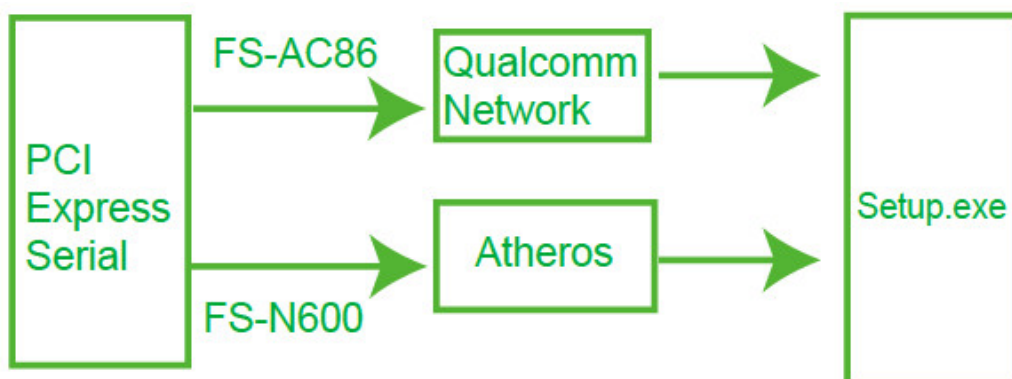 PCI
Express
Serial
FS-AC86
Qualcomm
Network
FS-N600
Atheros
Setup.exe